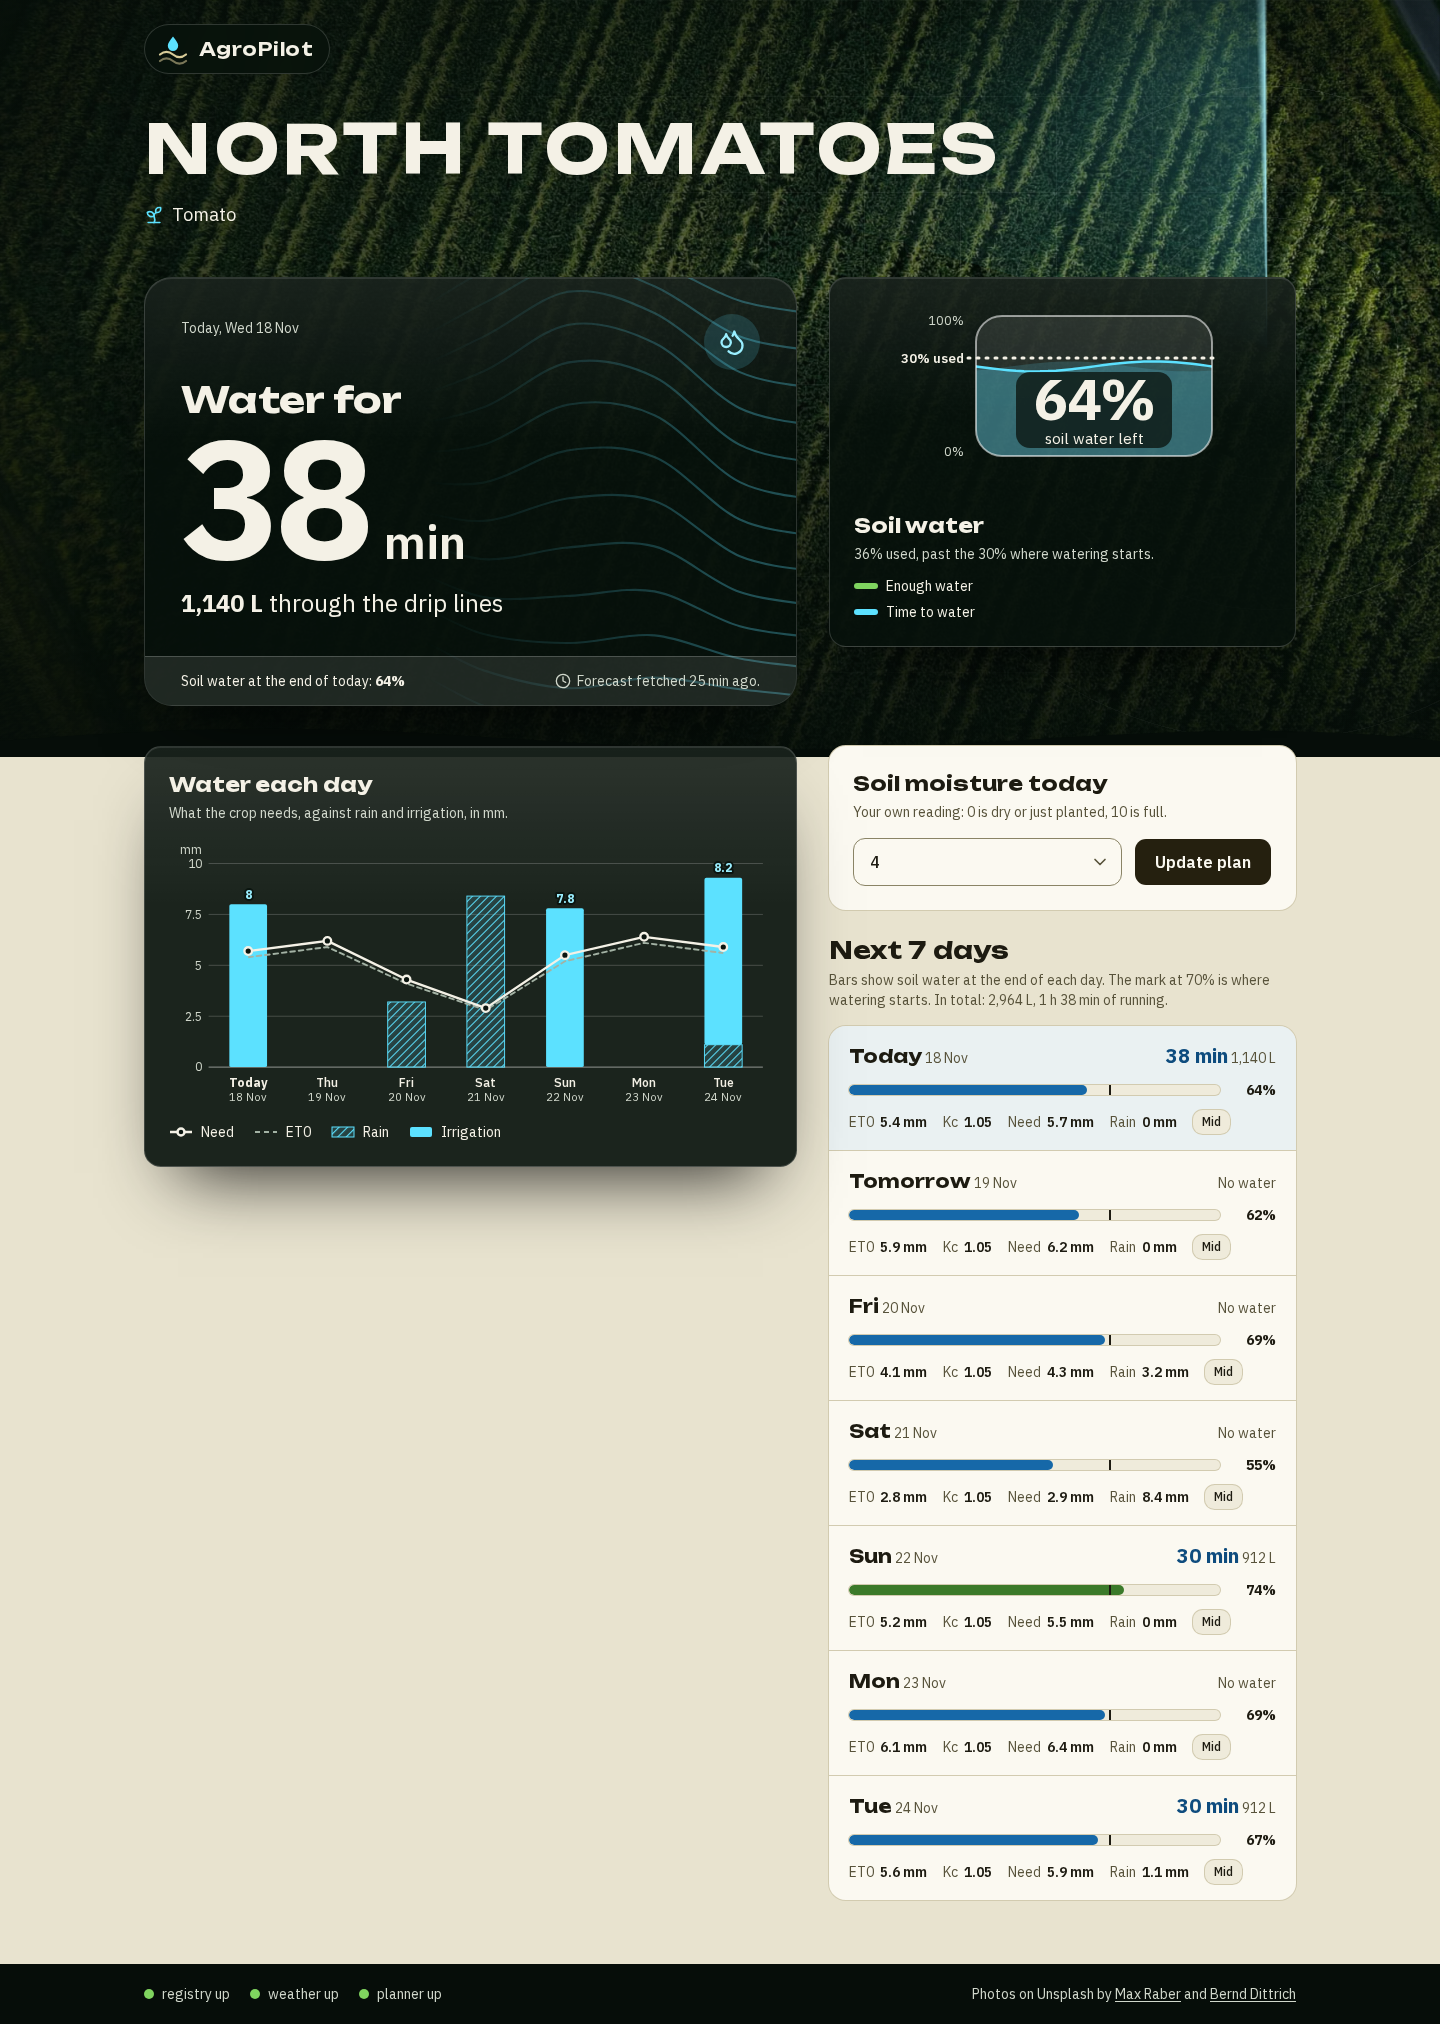 AgroPilot
NORTH TOMATOES
Tomato
Today, Wed 18 Nov
Water for
38 min
1,140 L through the drip lines
Soil water at the end of today: 64%
Forecast fetched 25 min ago.
100%
30% used
64%
soil water left
0%
Soil water
36% used, past the 30% where watering starts.
Enough water
Time to water
Water each day
What the crop needs, against rain and irrigation, in mm.
mm
10
7.5
5
2.5
0
8
7.8
8.2
Today Thu Fri Sat Sun Mon Tue
18 Nov 19 Nov 20 Nov 21 Nov 22 Nov 23 Nov 24 Nov
Need ET0 Rain Irrigation
Soil moisture today
Your own reading: 0 is dry or just planted, 10 is full.
4
Update plan
Next 7 days
Bars show soil water at the end of each day. The mark at 70% is where
watering starts. In total: 2,964 L, 1 h 38 min of running.
Today 18 Nov 38 min 1,140 L
64%
ET0 5.4 mm Kc 1.05 Need 5.7 mm Rain 0 mm Mid
Tomorrow 19 Nov No water
62%
ET0 5.9 mm Kc 1.05 Need 6.2 mm Rain 0 mm Mid
Fri 20 Nov No water
69%
ET0 4.1 mm Kc 1.05 Need 4.3 mm Rain 3.2 mm Mid
Sat 21 Nov No water
55%
ET0 2.8 mm Kc 1.05 Need 2.9 mm Rain 8.4 mm Mid
Sun 22 Nov 30 min 912 L
74%
ET0 5.2 mm Kc 1.05 Need 5.5 mm Rain 0 mm Mid
Mon 23 Nov No water
69%
ET0 6.1 mm Kc 1.05 Need 6.4 mm Rain 0 mm Mid
Tue 24 Nov 30 min 912 L
67%
ET0 5.6 mm Kc 1.05 Need 5.9 mm Rain 1.1 mm Mid
registry up weather up planner up
Photos on Unsplash by Max Raber and Bernd Dittrich